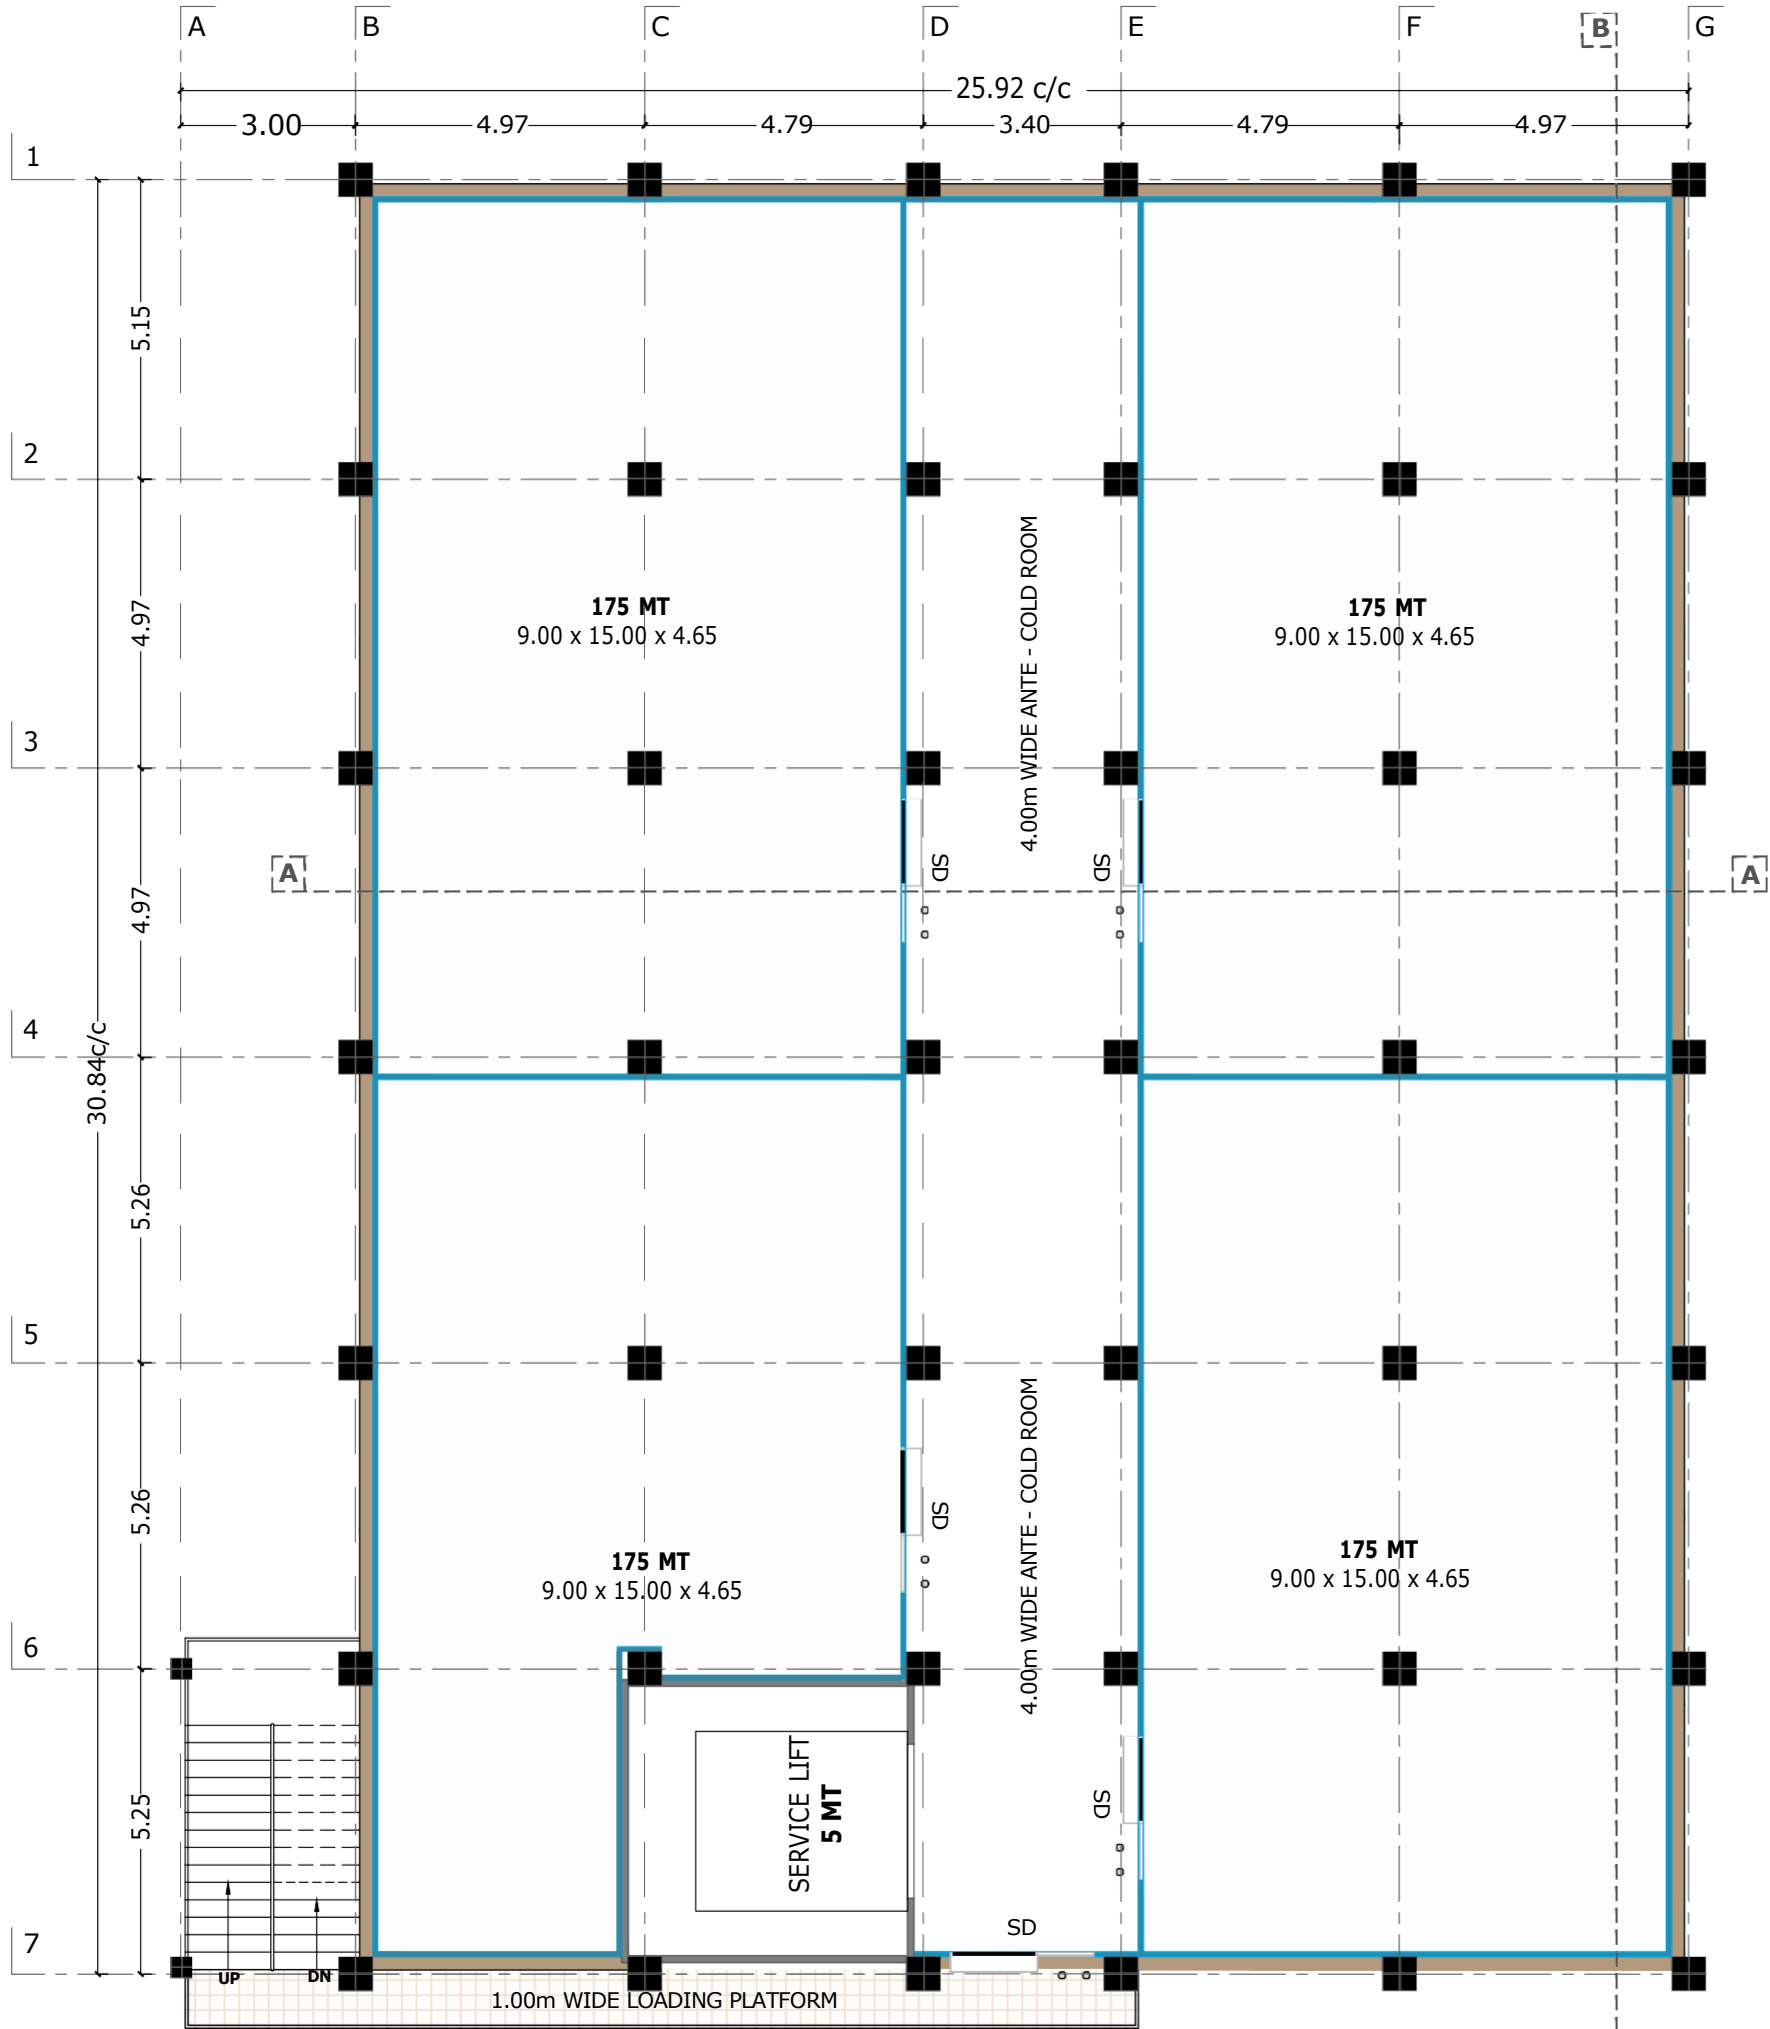 A B C D E F B G
25.92 c/c
3.00 4.97 4.79 3.40 4.79 4.97
1
5.15
2
4.97
4.00m WIDE ANTE - COLD ROOM
175 MT
9.00 x 15.00 x 4.65
175 MT
9.00 x 15.00 x 4.65
3
SD
SD
A
A
4.97
4
30.84c/c
5.26
5
4.00m WIDE ANTE - COLD ROOM
5.26
SD
175 MT
9.00 x 15.00 x 4.65
175 MT
9.00 x 15.00 x 4.65
6
SERVICE LIFT
5 MT
SD
5.25
SD
7
UP
DN
1.00m WIDE LOADING PLATFORM